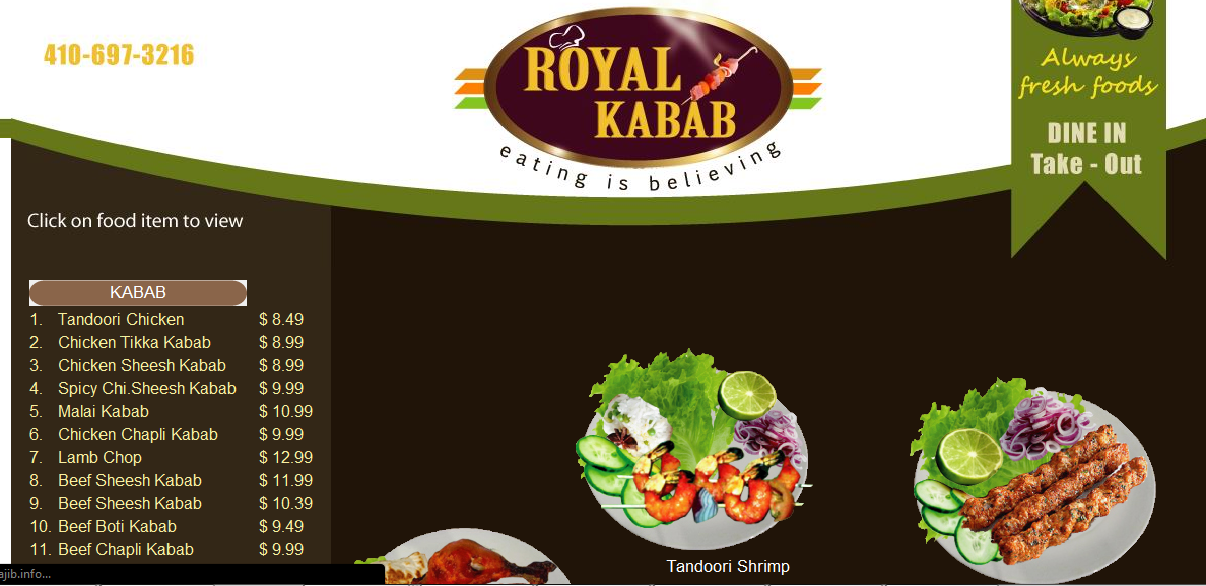 410-697-3216
ROYAL
KABAB
eating is believing
Always
fresh foods
DINE IN
Take - Out
Click on food item to view
KABAB
1. Tandoori Chicken $ 8.49
2. Chicken Tikka Kabab $ 8.99
3. Chicken Sheesh Kabab $ 8.99
4. Spicy Chi.Sheesh Kabab $ 9.99
5. Malai Kabab $ 10.99
6. Chicken Chapli Kabab $ 9.99
7. Lamb Chop $ 12.99
8. Beef Sheesh Kabab $ 11.99
9. Beef Sheesh Kabab $ 10.39
10. Beef Boti Kabab $ 9.49
11. Beef Chapli Kabab $ 9.99
Tandoori Shrimp
ajib.info...